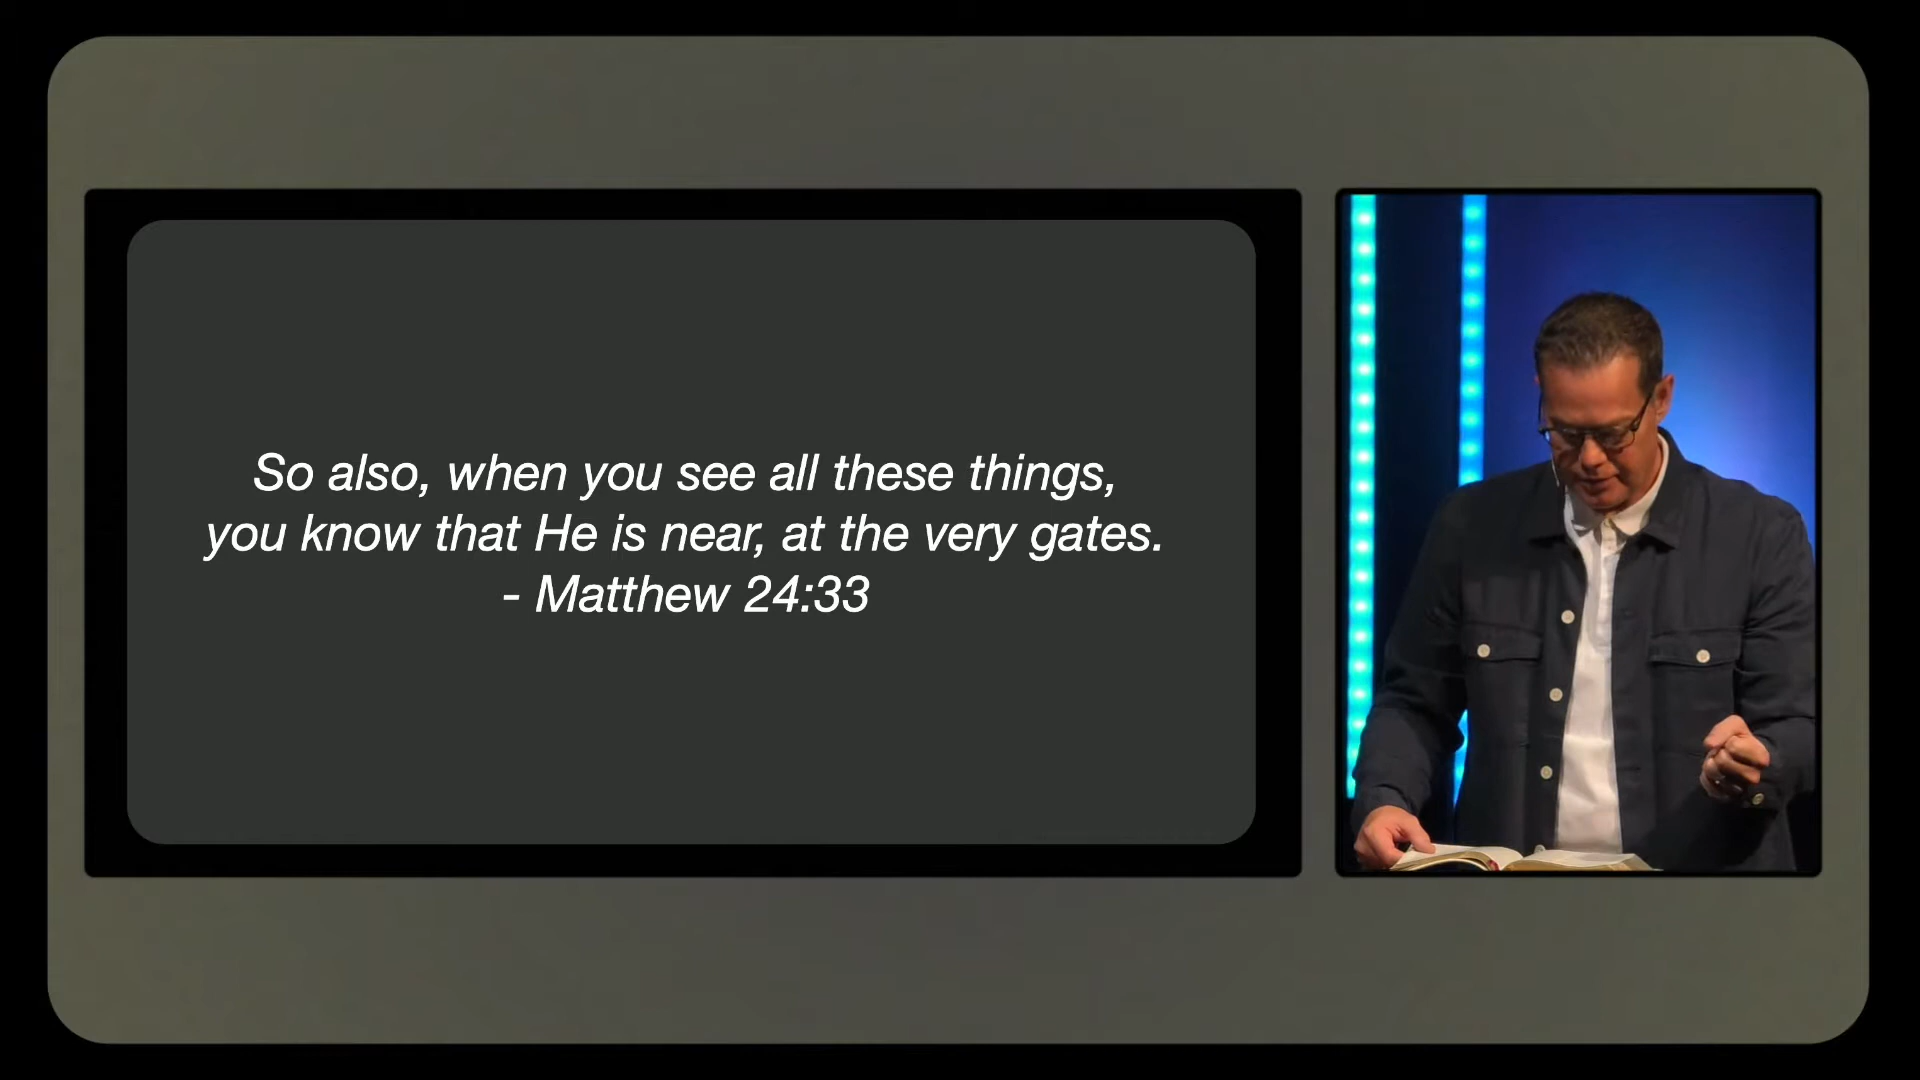 So also, when you see all these things,
you know that He is near, at the very gates.
- Matthew 24:33